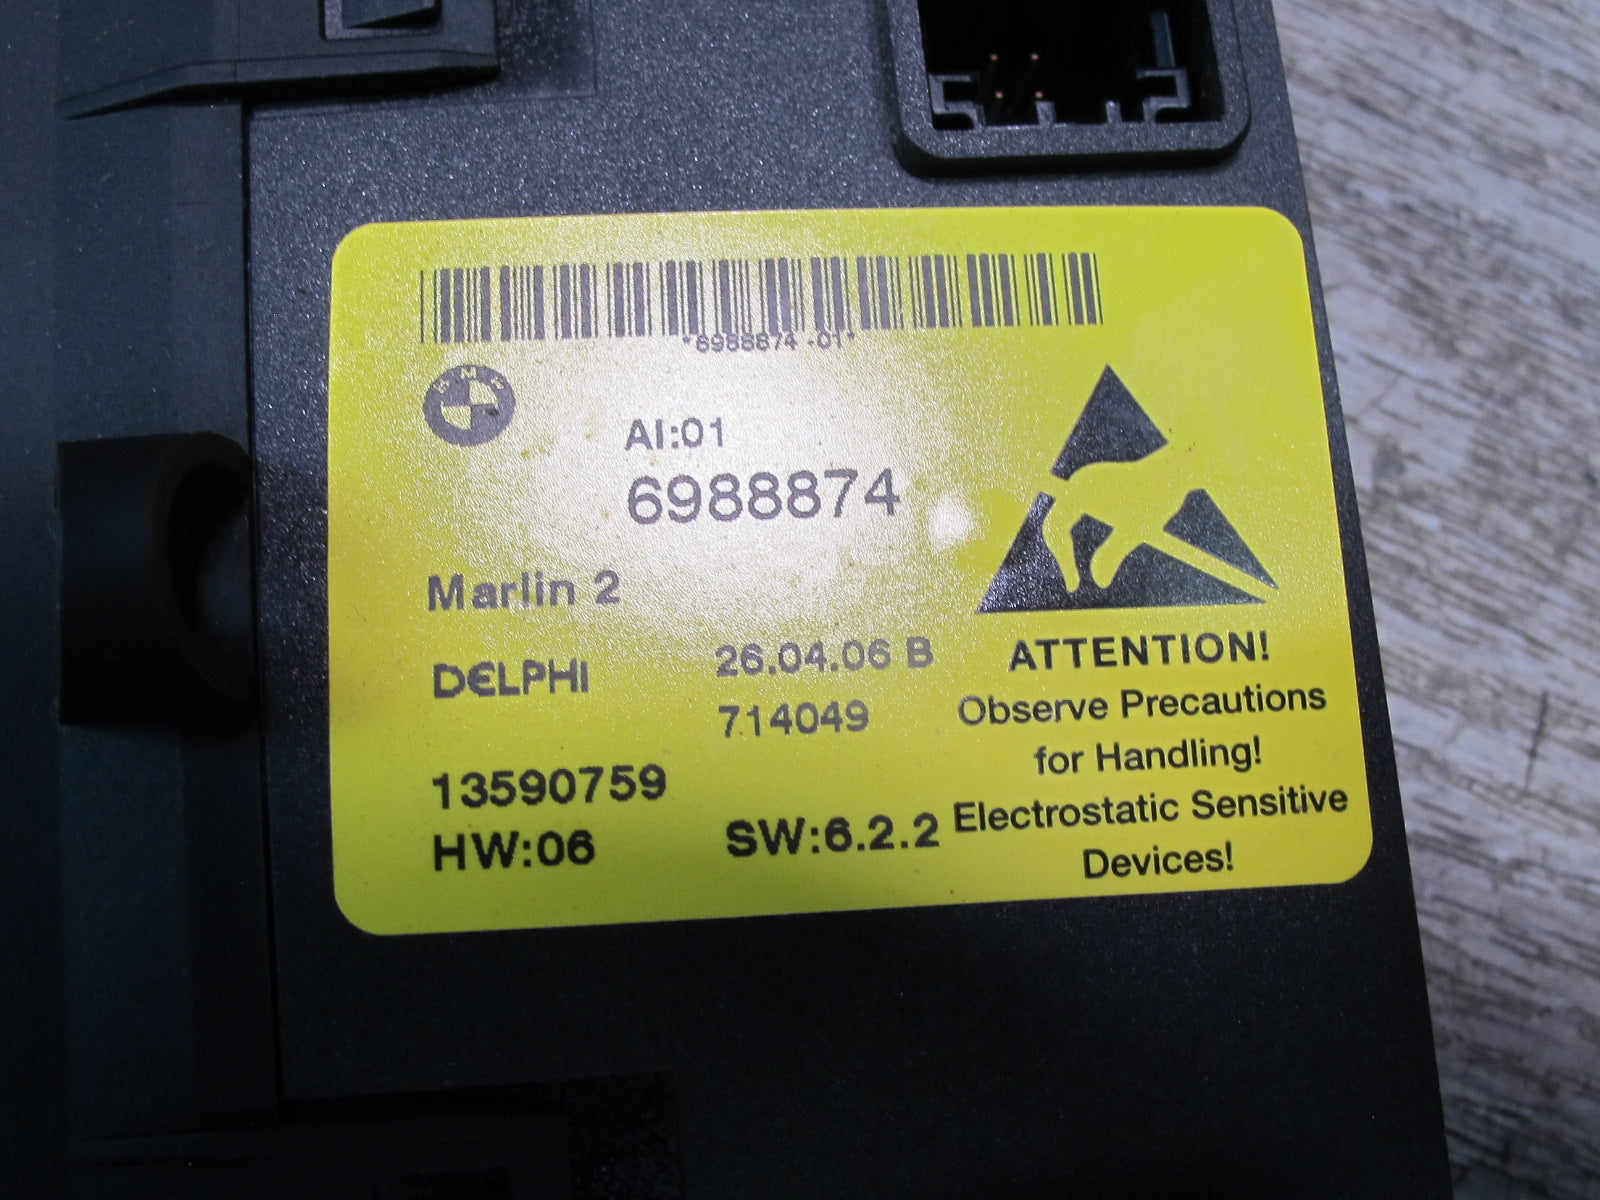 *6988874 -01*
BMW
AI:01
6988874
Marlin 2
DELPHI
26.04.06 B
714049
13590759
HW:06
SW:6.2.2
ATTENTION!
Observe Precautions
for Handling!
Electrostatic Sensitive
Devices!